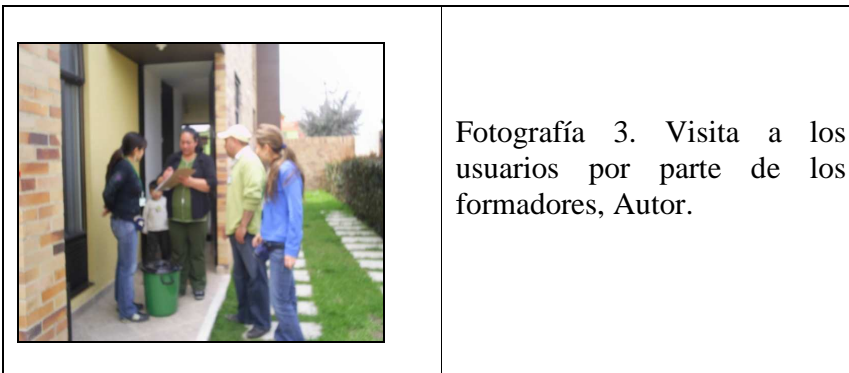 Fotografía 3. Visita a los
usuarios por parte de los
formadores, Autor.